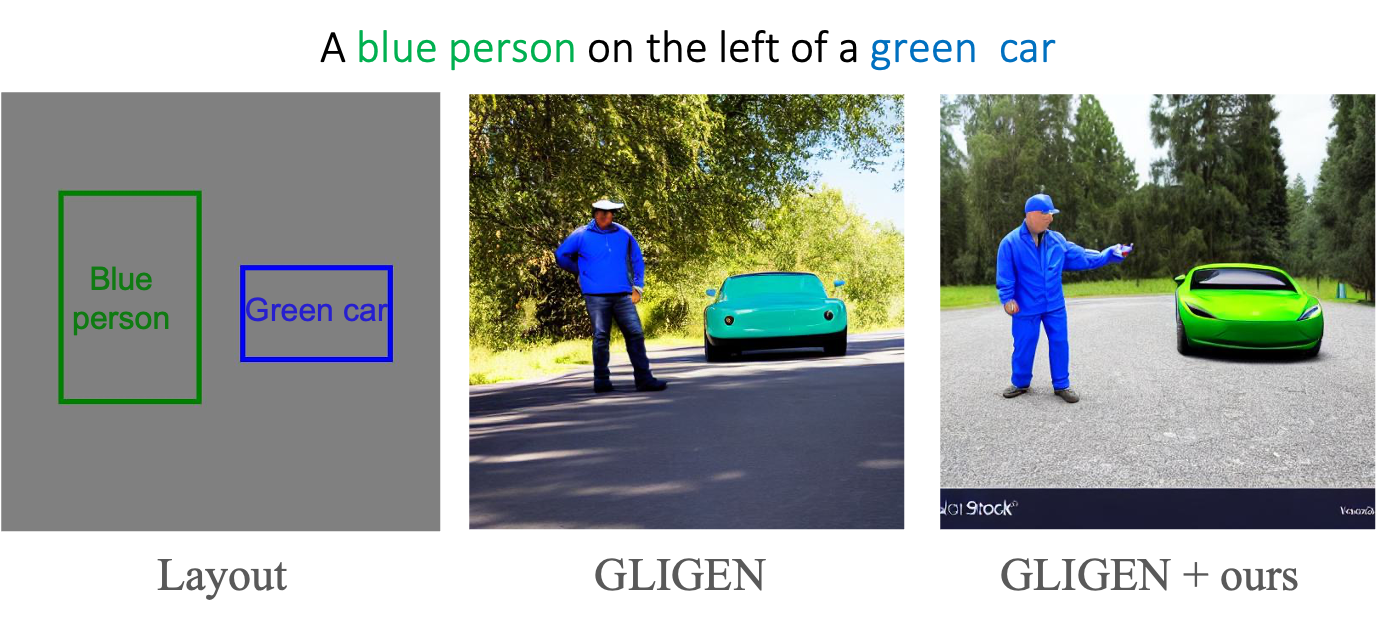 A blue person on the left of a green car
Blue
person
Green car
Layout
GLIGEN
GLIGEN + ours